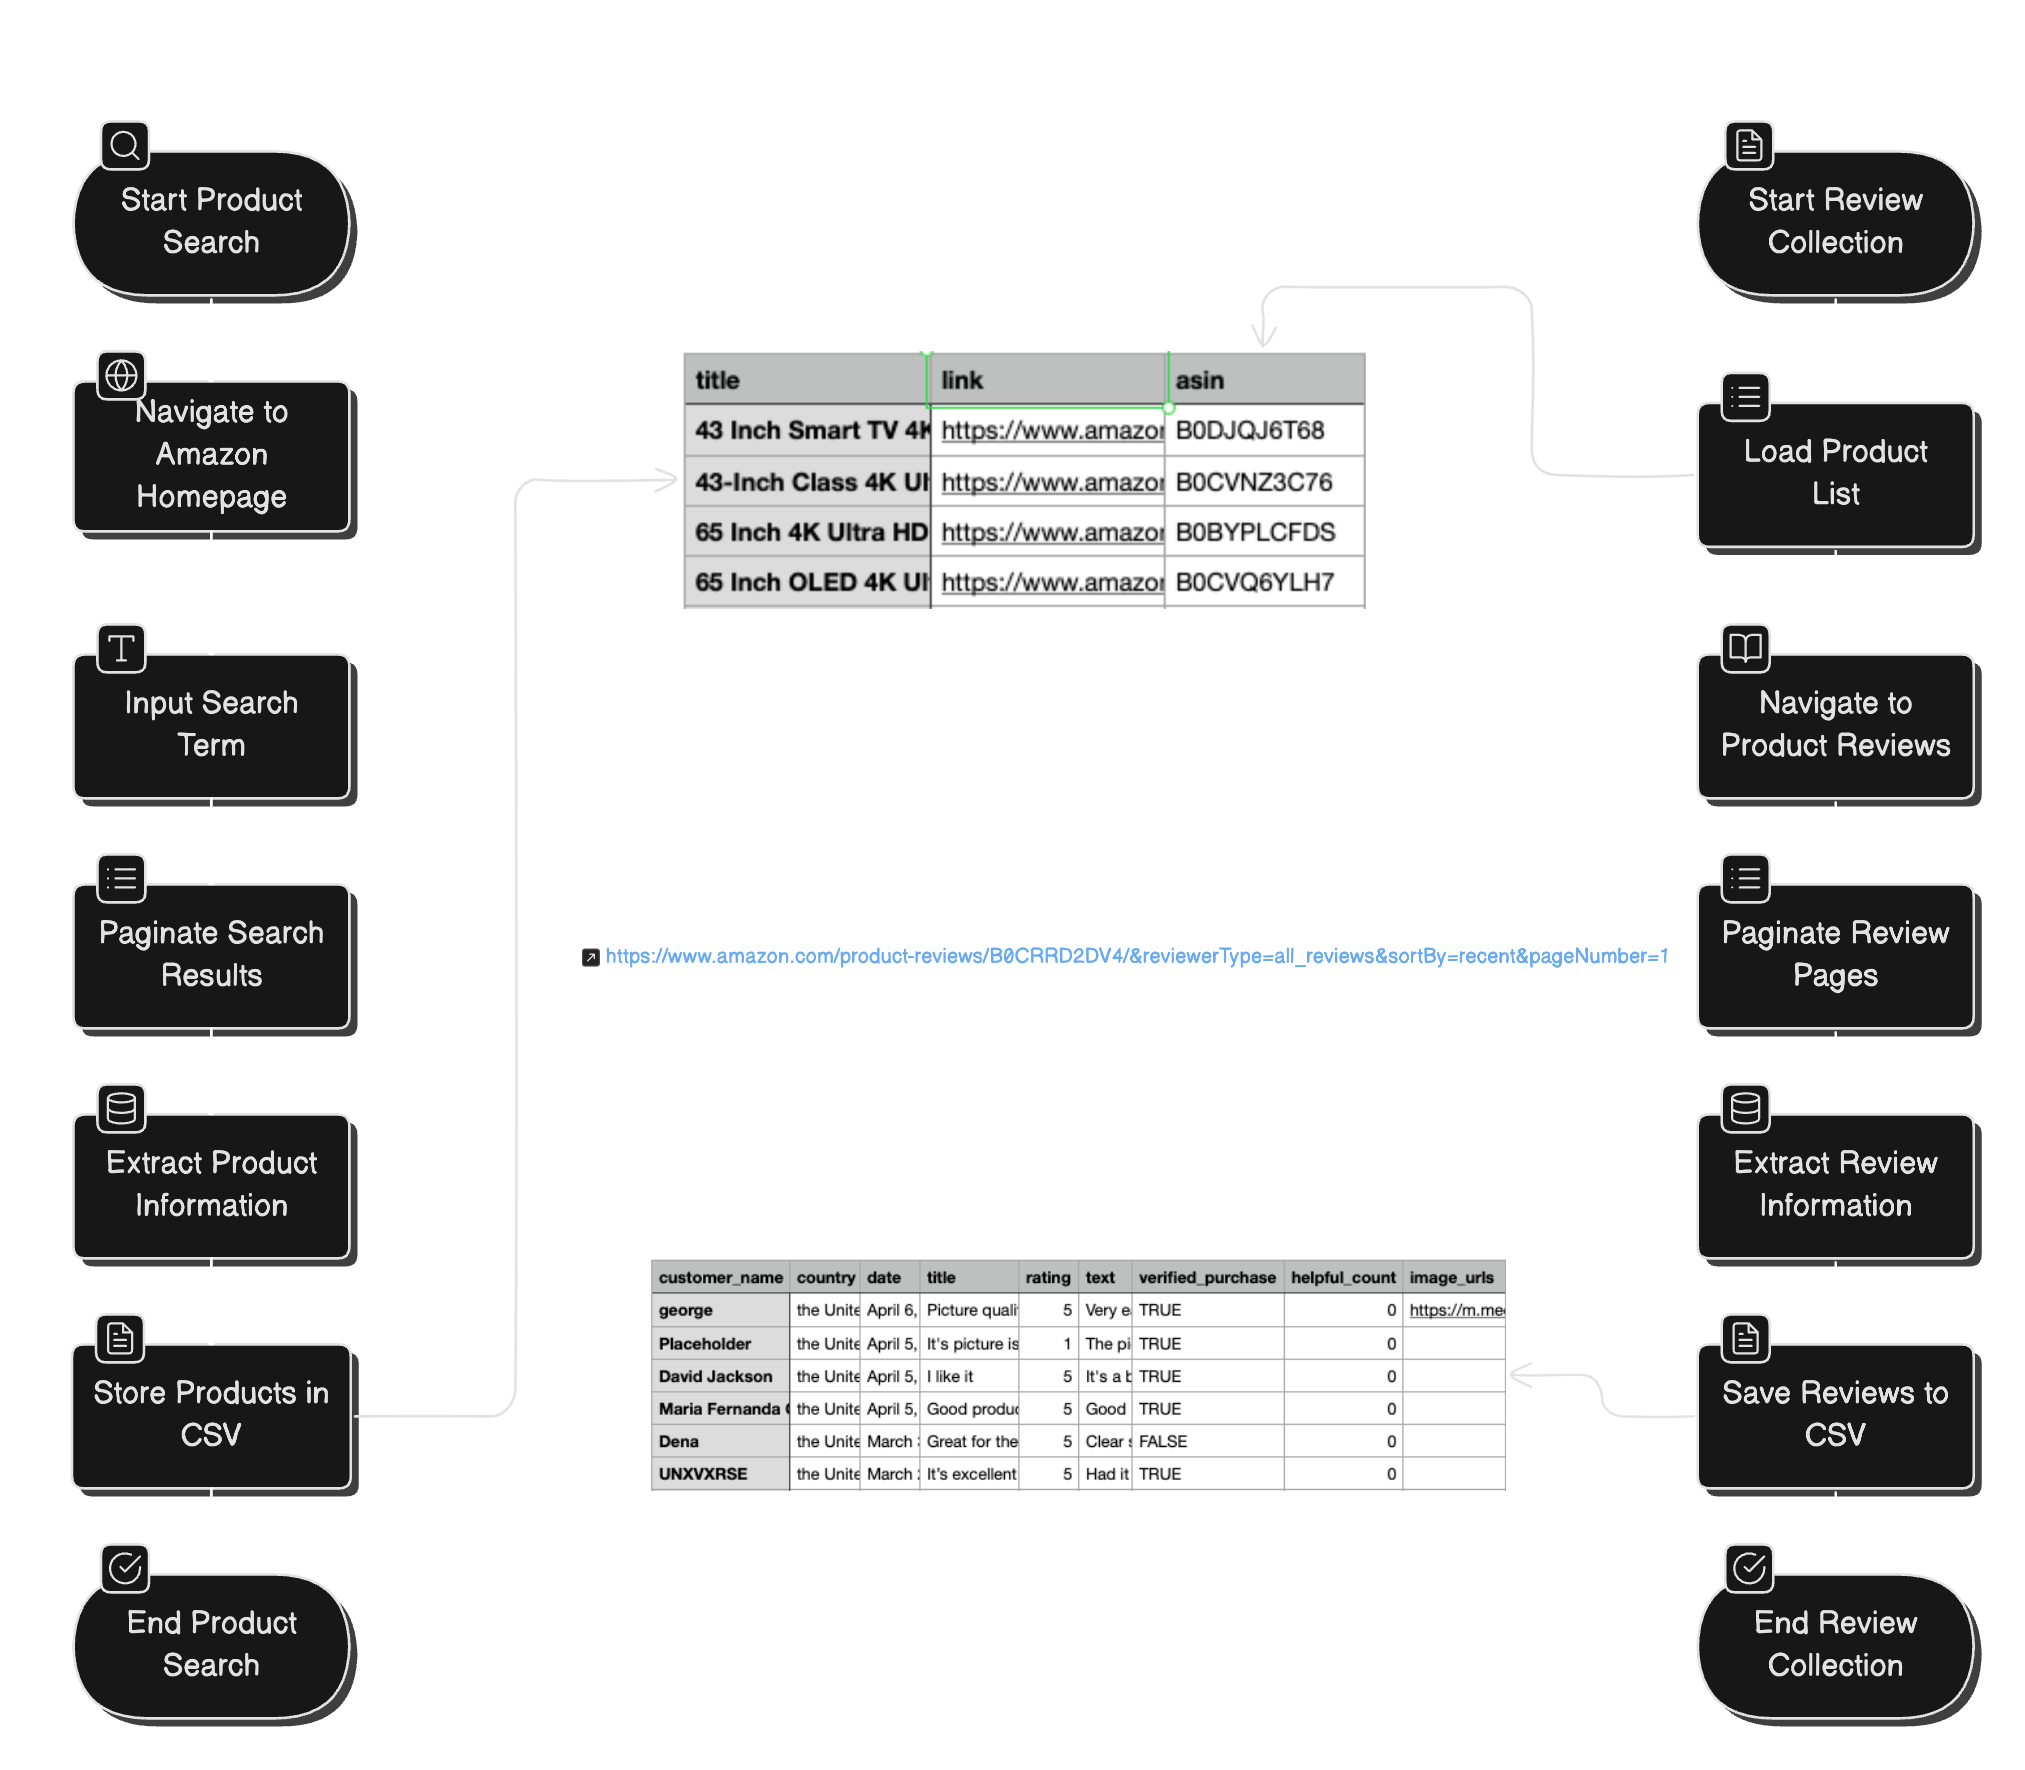 Start Product
Search
Navigate to
Amazon
Homepage
Input Search
Term
Paginate Search
Results
Extract Product
Information
Store Products in
CSV
End Product
Search
title link asin
43 Inch Smart TV 4K https://www.amazon B0DJQJ6T68
43-Inch Class 4K Ul https://www.amazon B0CVNZ3C76
65 Inch 4K Ultra HD https://www.amazon B0BYPLCFDS
65 Inch OLED 4K Ul https://www.amazon B0CVQ6YLH7
https://www.amazon.com/product-reviews/B0CRRD2DV4/&reviewerType=all_reviews&sortBy=recent&pageNumber=1
customer_name country date title rating text verified_purchase helpful_count image_urls
george the Unite April 6, Picture quali 5 Very e TRUE 0 https://m.me
Placeholder the Unite April 5, It's picture is 1 The pi TRUE 0
David Jackson the Unite April 5, I like it 5 It's a b TRUE 0
Maria Fernanda the Unite April 5, Good produc 5 Good TRUE 0
Dena the Unite March Great for the 5 Clear FALSE 0
UNXVXRSE the Unite March It's excellent 5 Had it TRUE 0
Start Review
Collection
Load Product
List
Navigate to
Product Reviews
Paginate Review
Pages
Extract Review
Information
Save Reviews to
CSV
End Review
Collection